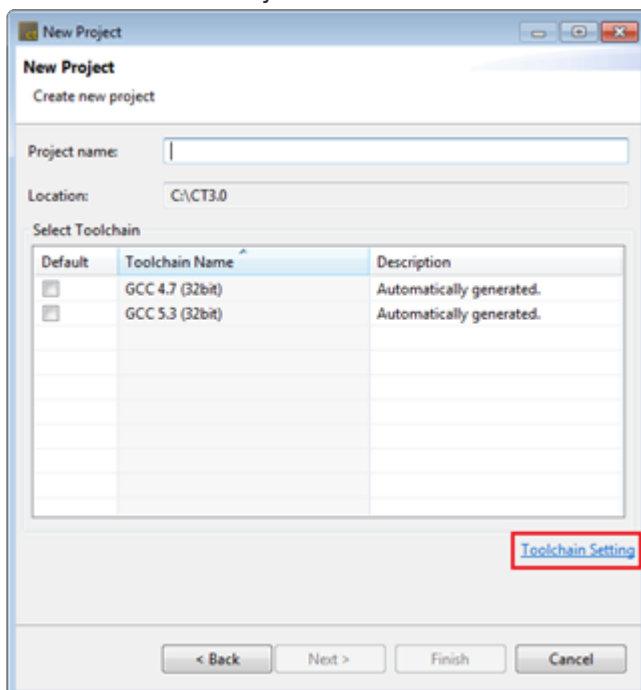 New Project
New Project
Create new project
Project name:
Location: C:\CT3.0
Select Toolchain
Default Toolchain Name Description
GCC 4.7 (32bit) Automatically generated.
GCC 5.3 (32bit) Automatically generated.
Toolchain Setting
< Back Next > Finish Cancel